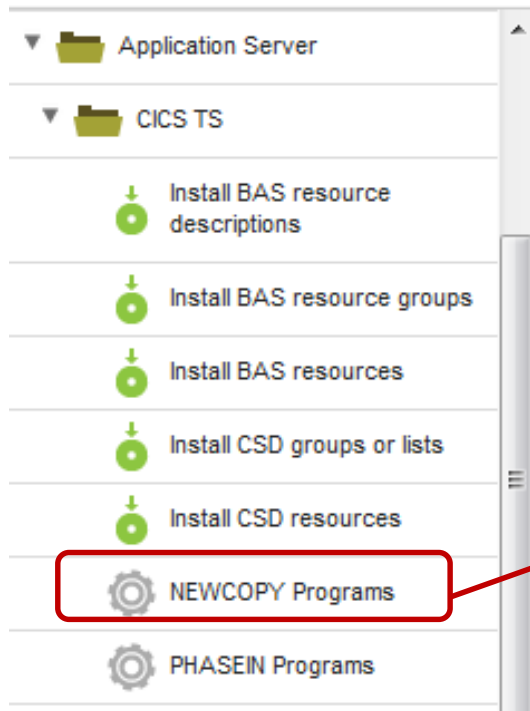 Application Server
CICS TS
Install BAS resource
descriptions
Install BAS resource groups
Install BAS resources
Install CSD groups or lists
Install CSD resources
NEWCOPY Programs
PHASEIN Programs